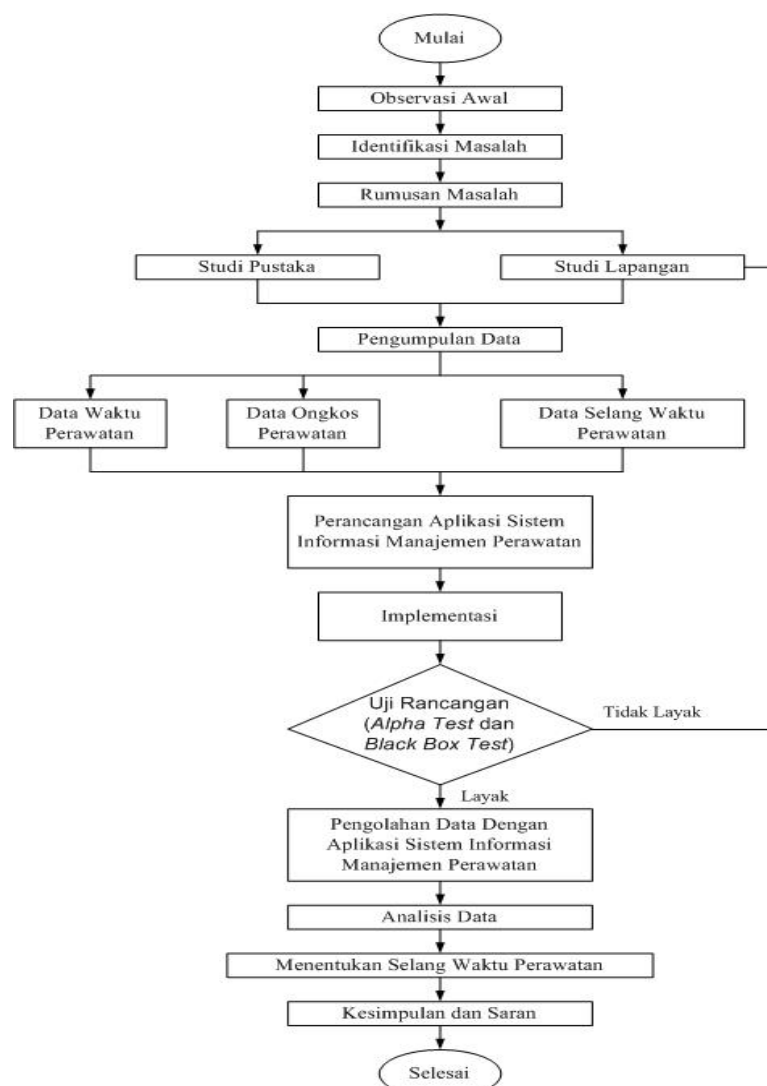 Mulai
Observasi Awal
Identifikasi Masalah
Rumusan Masalah
Studi Pustaka
Studi Lapangan
Pengumpulan Data
Data Waktu
Perawatan
Data Ongkos
Perawatan
Data Selang Waktu
Perawatan
Perancangan Aplikasi Sistem
Informasi Manajemen Perawatan
Implementasi
Uji Rancangan
(Alpha Test dan
Black Box Test)
Tidak Layak
Layak
Pengolahan Data Dengan
Aplikasi Sistem Informasi
Manajemen Perawatan
Analisis Data
Menentukan Selang Waktu Perawatan
Kesimpulan dan Saran
Selesai